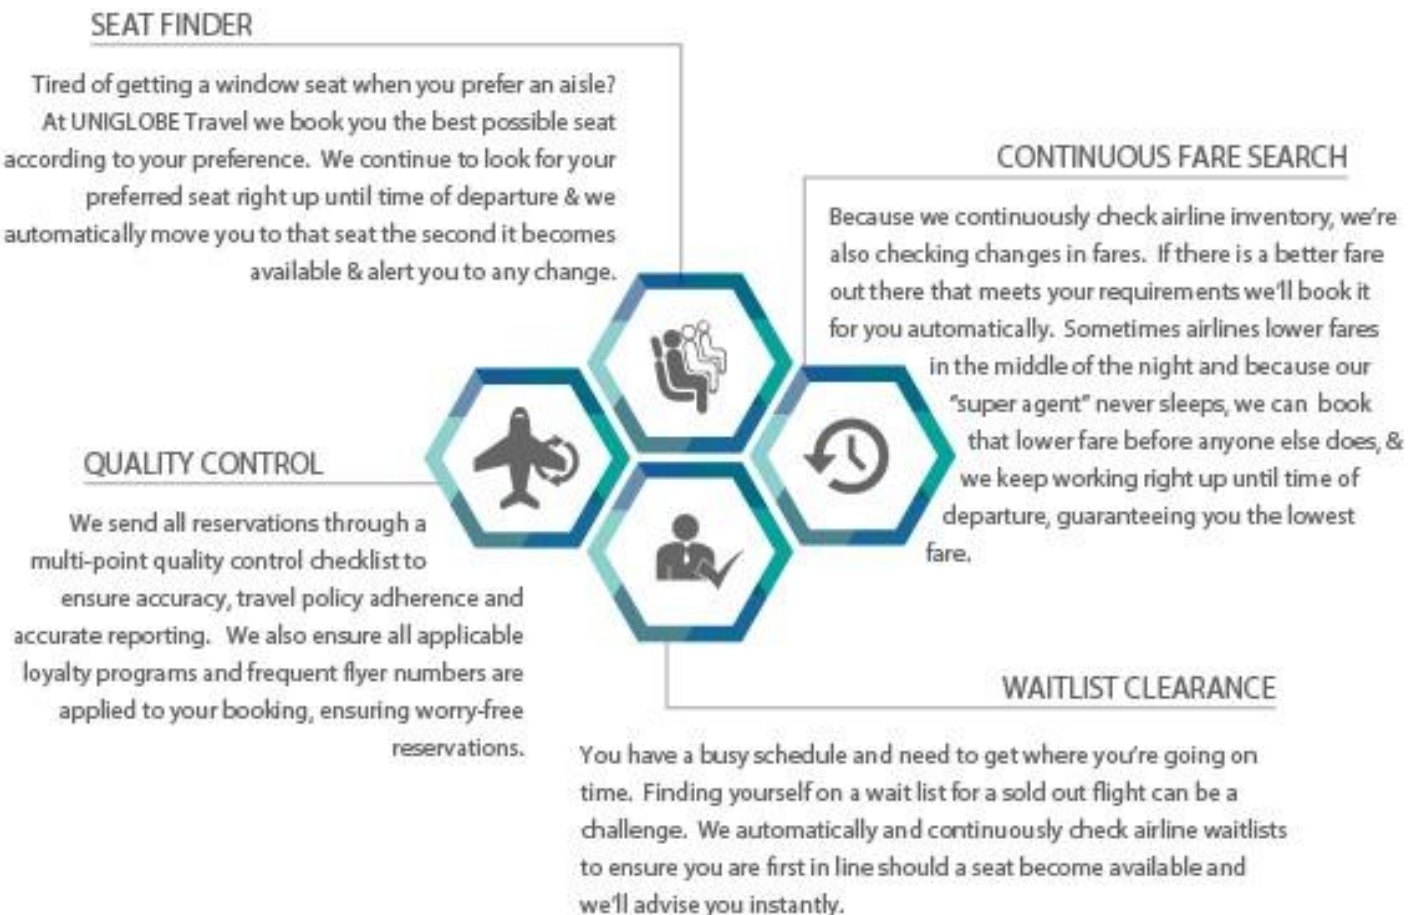 SEAT FINDER
Tired of getting a window seat when you prefer an aisle?
At UNIGLOBE Travel we book you the best possible seat
according to your preference. We continue to look for your
preferred seat right up until time of departure & we
automatically move you to that seat the second it becomes
available & alert you to any change.
CONTINUOUS FARE SEARCH
Because we continuously check airline inventory, we're
also checking changes in fares. If there is a better fare
out there that meets your requirements we'll book it
for you automatically. Sometimes airlines lower fares
in the middle of the night and because our
"super agent" never sleeps, we can book
that lower fare before anyone else does, &
we keep working right up until time of
departure, guaranteeing you the lowest
fare.
QUALITY CONTROL
We send all reservations through a
multi-point quality control checklist to
ensure accuracy, travel policy adherence and
accurate reporting. We also ensure all applicable
loyalty programs and frequent flyer numbers are
applied to your booking, ensuring worry-free
reservations.
WAITLIST CLEARANCE
You have a busy schedule and need to get where you're going on
time. Finding yourself on a wait list for a sold out flight can be a
challenge. We automatically and continuously check airline waitlists
to ensure you are first in line should a seat become available and
we'll advise you instantly.